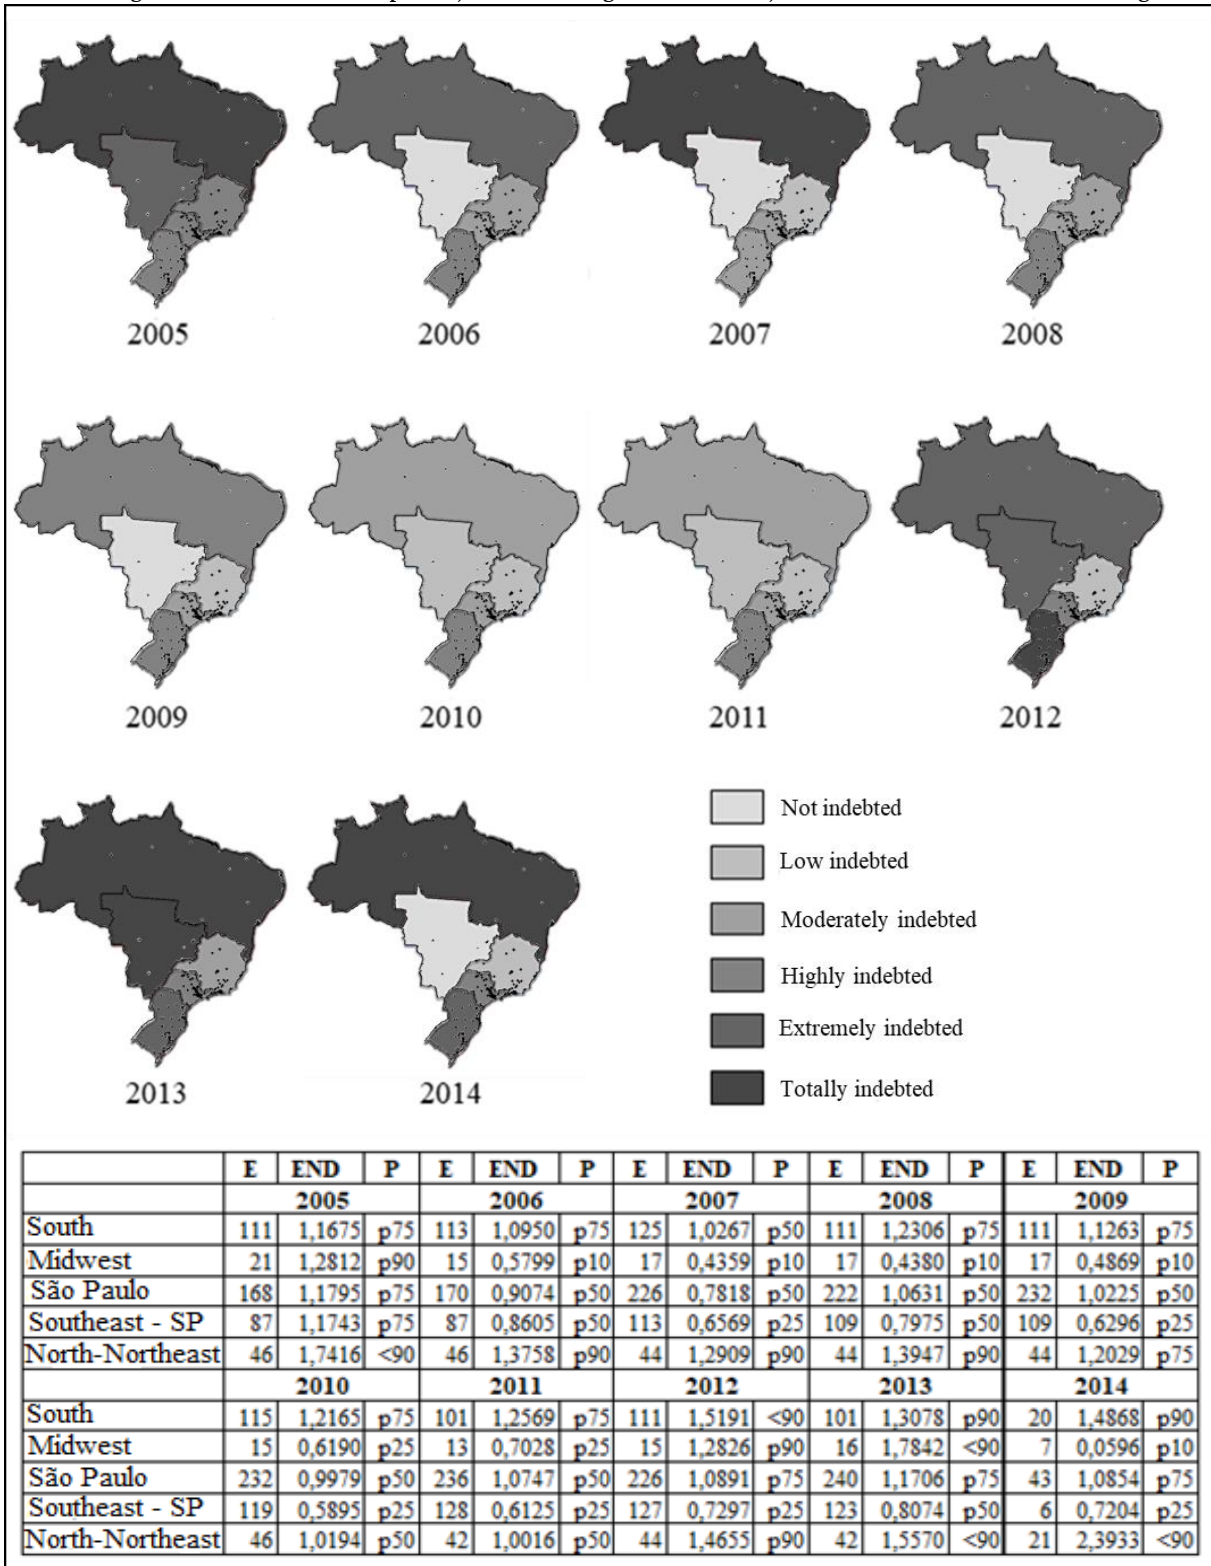 2005 2006 2007 2008
2009 2010 2011 2012
Not indebted
Low indebted
Moderately indebted
Highly indebted
Extremely indebted
Totally indebted
2013 2014
E END P E END P E END P E END P E END P
2005 2006 2007 2008 2009
South 111 1,1675 p75 113 1,0950 p75 125 1,0267 p50 111 1,2306 p75 111 1,1263 p75
Midwest 21 1,2812 p90 15 0,5799 p10 17 0,4359 p10 17 0,4380 p10 17 0,4869 p10
São Paulo 168 1,1795 p75 170 0,9074 p50 226 0,7818 p50 222 1,0631 p50 232 1,0225 p50
Southeast - SP 87 1,1743 p75 87 0,8605 p50 113 0,6569 p25 109 0,7975 p50 109 0,6296 p25
North-Northeast 46 1,7416 <90 46 1,3758 p90 44 1,2909 p90 44 1,3947 p90 44 1,2029 p75
2010 2011 2012 2013 2014
South 115 1,2165 p75 101 1,2569 p75 111 1,5191 <90 101 1,3078 p90 20 1,4868 p90
Midwest 15 0,6190 p25 13 0,7028 p25 15 1,2826 p90 16 1,7842 <90 7 0,0596 p10
São Paulo 232 0,9979 p50 236 1,0747 p50 226 1,0891 p75 240 1,1706 p75 43 1,0854 p75
Southeast - SP 119 0,5895 p25 128 0,6125 p25 127 0,7297 p25 123 0,8074 p50 6 0,7204 p25
North-Northeast 46 1,0194 p50 42 1,0016 p50 44 1,4655 p90 42 1,5570 <90 21 2,3933 <90